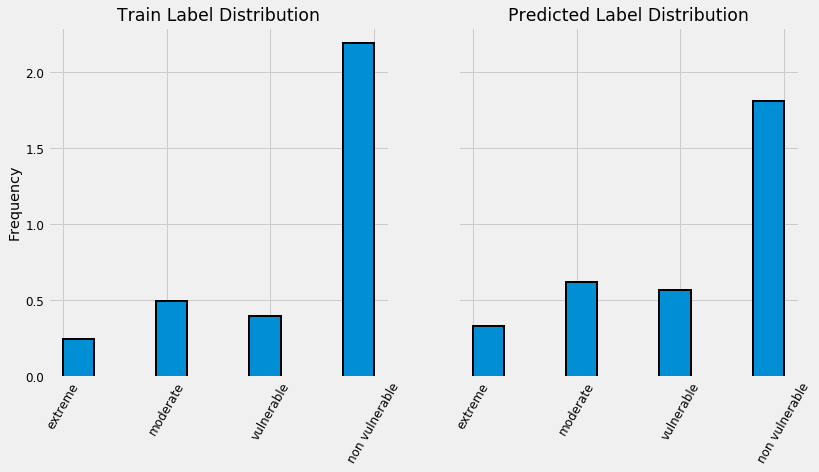 Train Label Distribution
Predicted Label Distribution
Frequency
2.0
1.5
1.0
0.5
0.0
extreme
moderate
vulnerable
non vulnerable
extreme
moderate
vulnerable
non vulnerable